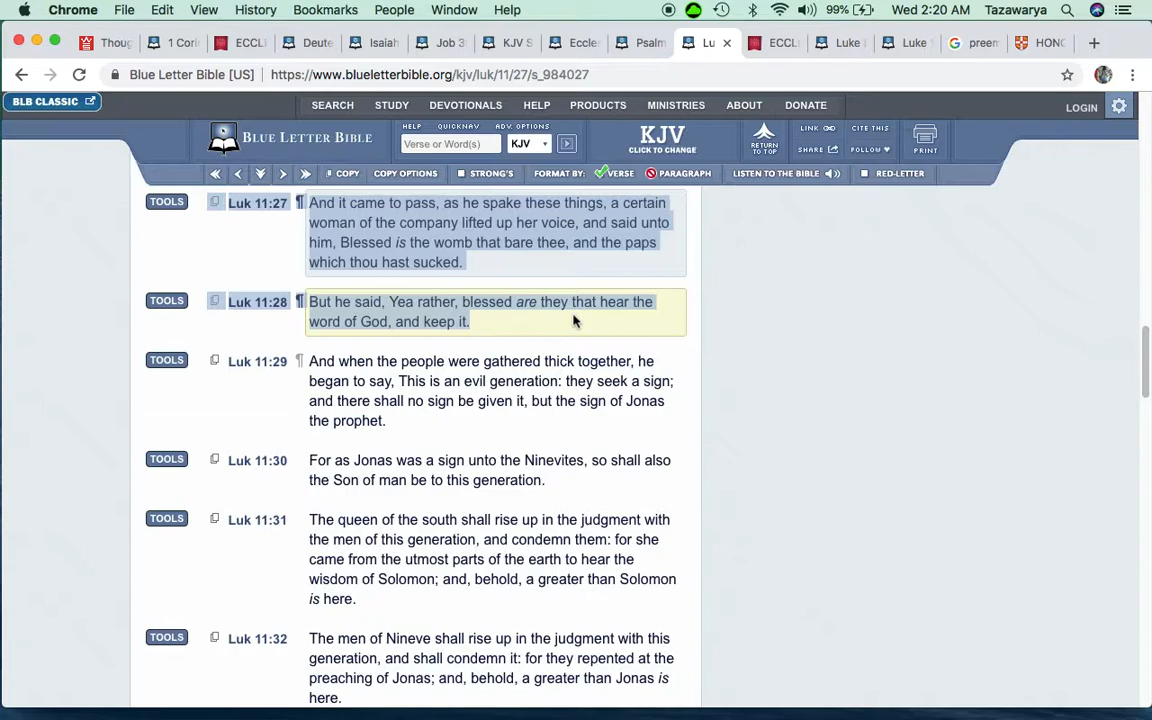 Chrome File Edit View History Bookmarks People Window Help 99% Wed 2:20 AM Tazawarya
Thoug 1 Cori ECCLE Deute Isaiah Job 3 KJV S Eccle Psalm Lu ECCLE Luke Luke preem HONO
Blue Letter Bible [US] https://www.blueletterbible.org/kjv/luk/11/27/s_984027
BLB CLASSIC SEARCH STUDY DEVOTIONALS HELP PRODUCTS MINISTRIES ABOUT DONATE LOGIN
BLUE LETTER BIBLE
HELP QUICKNAV ADV. OPTIONS
Verse or Word(s) KJV
KJV
CLICK TO CHANGE
RETURN
TO TOP
LINK CITE THIS
SHARE FOLLOW
PRINT
COPY COPY OPTIONS STRONG'S FORMAT BY: VERSE PARAGRAPH LISTEN TO THE BIBLE RED-LETTER
TOOLS Luk 11:27 ¶ And it came to pass, as he spake these things, a certain
woman of the company lifted up her voice, and said unto
him, Blessed is the womb that bare thee, and the paps
which thou hast sucked.
TOOLS Luk 11:28 ¶ But he said, Yea rather, blessed are they that hear the
word of God, and keep it.
TOOLS Luk 11:29 ¶ And when the people were gathered thick together, he
began to say, This is an evil generation: they seek a sign;
and there shall no sign be given it, but the sign of Jonas
the prophet.
TOOLS Luk 11:30 For as Jonas was a sign unto the Ninevites, so shall also
the Son of man be to this generation.
TOOLS Luk 11:31 The queen of the south shall rise up in the judgment with
the men of this generation, and condemn them: for she
came from the utmost parts of the earth to hear the
wisdom of Solomon; and, behold, a greater than Solomon
is here.
TOOLS Luk 11:32 The men of Nineve shall rise up in the judgment with this
generation, and shall condemn it: for they repented at the
preaching of Jonas; and, behold, a greater than Jonas is
here.